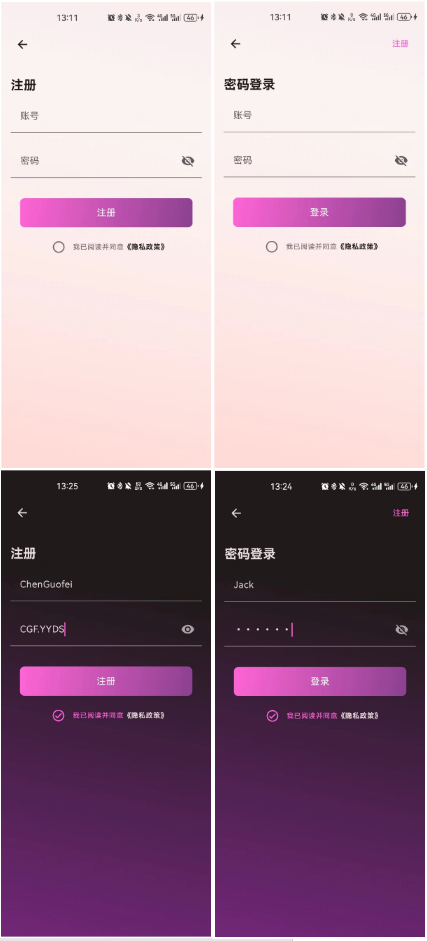 13:11
46
注册
账号
密码
注册
我已阅读并同意《隐私政策》
13:11
46
注册
密码登录
账号
密码
登录
我已阅读并同意《隐私政策》
13:25
46
注册
ChenGuofei
CGF.YYDS
注册
我已阅读并同意《隐私政策》
13:24
46
注册
密码登录
Jack
••••••
登录
我已阅读并同意《隐私政策》